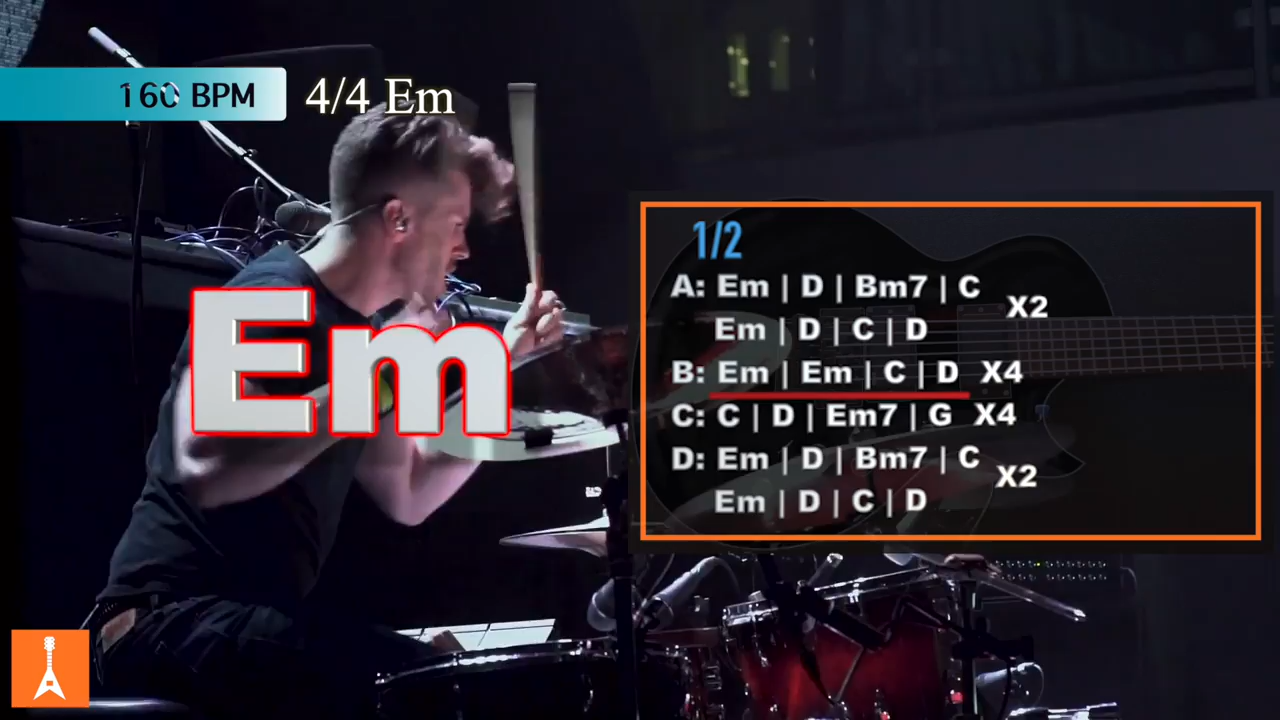 160 BPM
4/4 Em
Em
1/2
A: Em | D | Bm7 | C
X2
Em | D | C | D
B: Em | Em | C | D X4
C: C | D | Em7 | G X4
D: Em | D | Bm7 | C
X2
Em | D | C | D